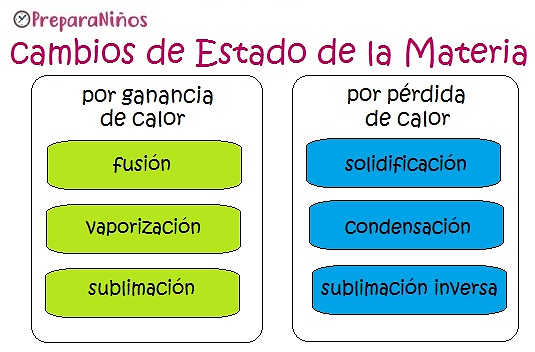 PreparaNiños
cambios de Estado de la Materia
por ganancia
de calor
fusión
vaporización
sublimación
por pérdida
de calor
solidificación
condensación
sublimación inversa